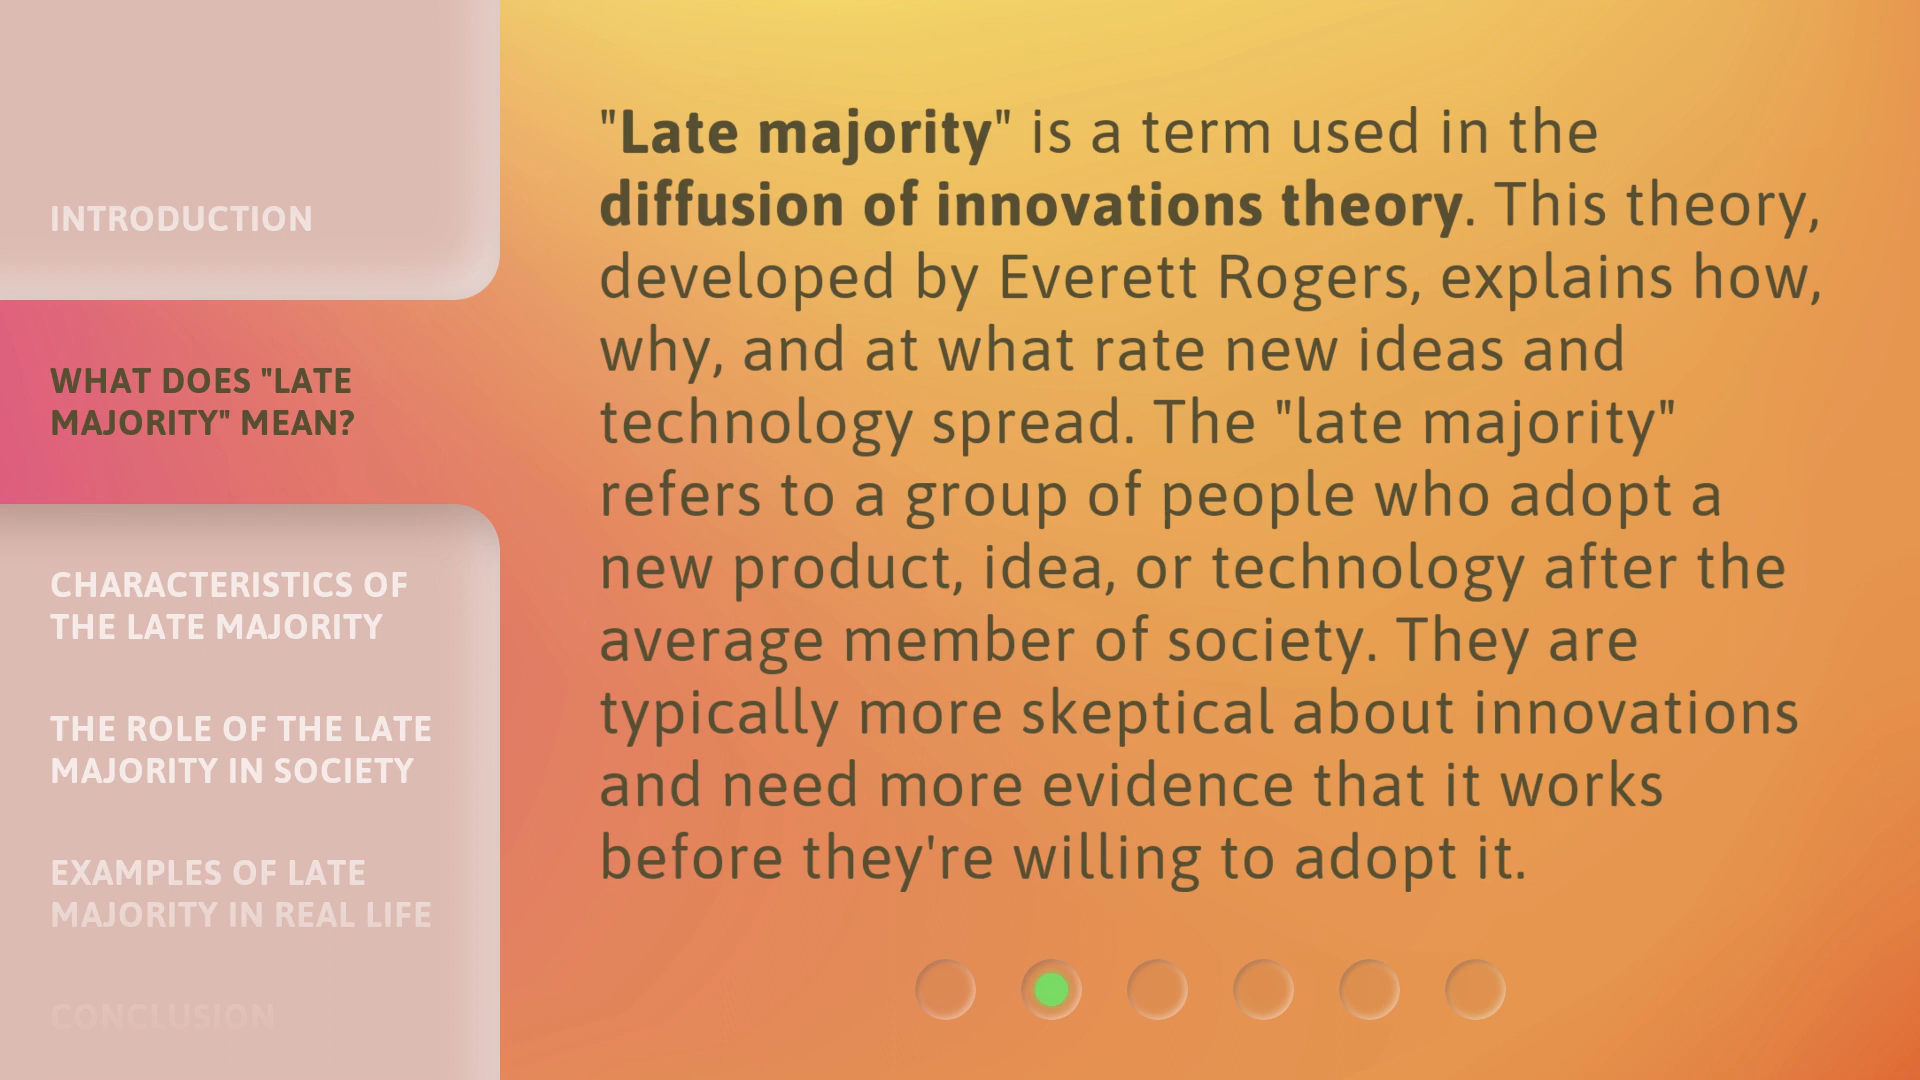 INTRODUCTION
WHAT DOES "LATE
MAJORITY" MEAN?
CHARACTERISTICS OF
THE LATE MAJORITY
THE ROLE OF THE LATE
MAJORITY IN SOCIETY
EXAMPLES OF LATE
MAJORITY IN REAL LIFE
CONCLUSION
"Late majority" is a term used in the
diffusion of innovations theory. This theory,
developed by Everett Rogers, explains how,
why, and at what rate new ideas and
technology spread. The "late majority"
refers to a group of people who adopt a
new product, idea, or technology after the
average member of society. They are
typically more skeptical about innovations
and need more evidence that it works
before they're willing to adopt it.